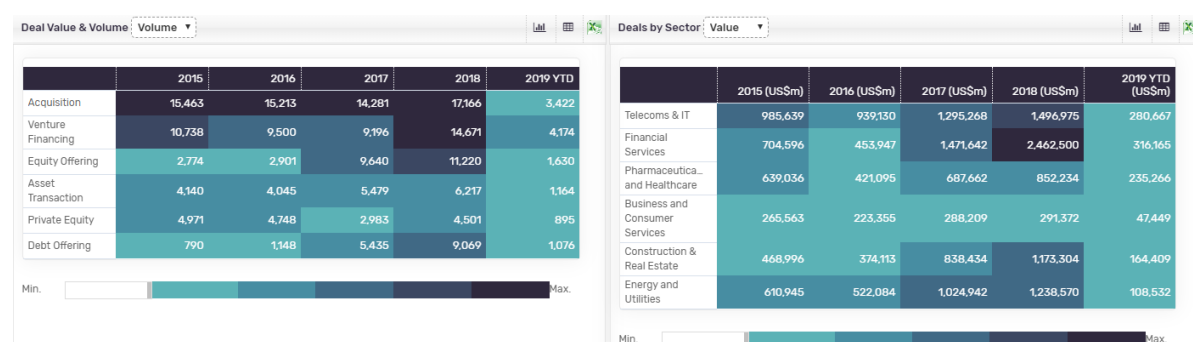 Deal Value & Volume Volume ▼
2015 2016 2017 2018 2019 YTD
Acquisition 15,463 15,213 14,281 17,166 3,422
Venture
Financing 10,738 9,500 9,196 14,671 4,174
Equity Offering 2,774 2,901 9,640 11,220 1,630
Asset
Transaction 4,140 4,045 5,479 6,217 1,164
Private Equity 4,971 4,748 2,983 4,501 895
Debt Offering 790 1,148 5,435 9,069 1,076
Min. Max.
Deals by Sector Value ▼
2015 (US$m) 2016 (US$m) 2017 (US$m) 2018 (US$m) 2019 YTD
(US$m)
Telecoms & IT 985,639 939,130 1,295,268 1,496,975 280,667
Financial
Services 704,596 453,947 1,471,642 2,462,500 316,165
Pharmaceutica...
and Healthcare 639,036 421,095 687,662 852,234 235,266
Business and
Consumer 265,563 223,355 288,209 291,372 47,449
Services
Construction &
Real Estate 468,996 374,113 838,434 1,173,304 164,409
Energy and
Utilities 610,945 522,084 1,024,942 1,238,570 108,532
Min. Max.